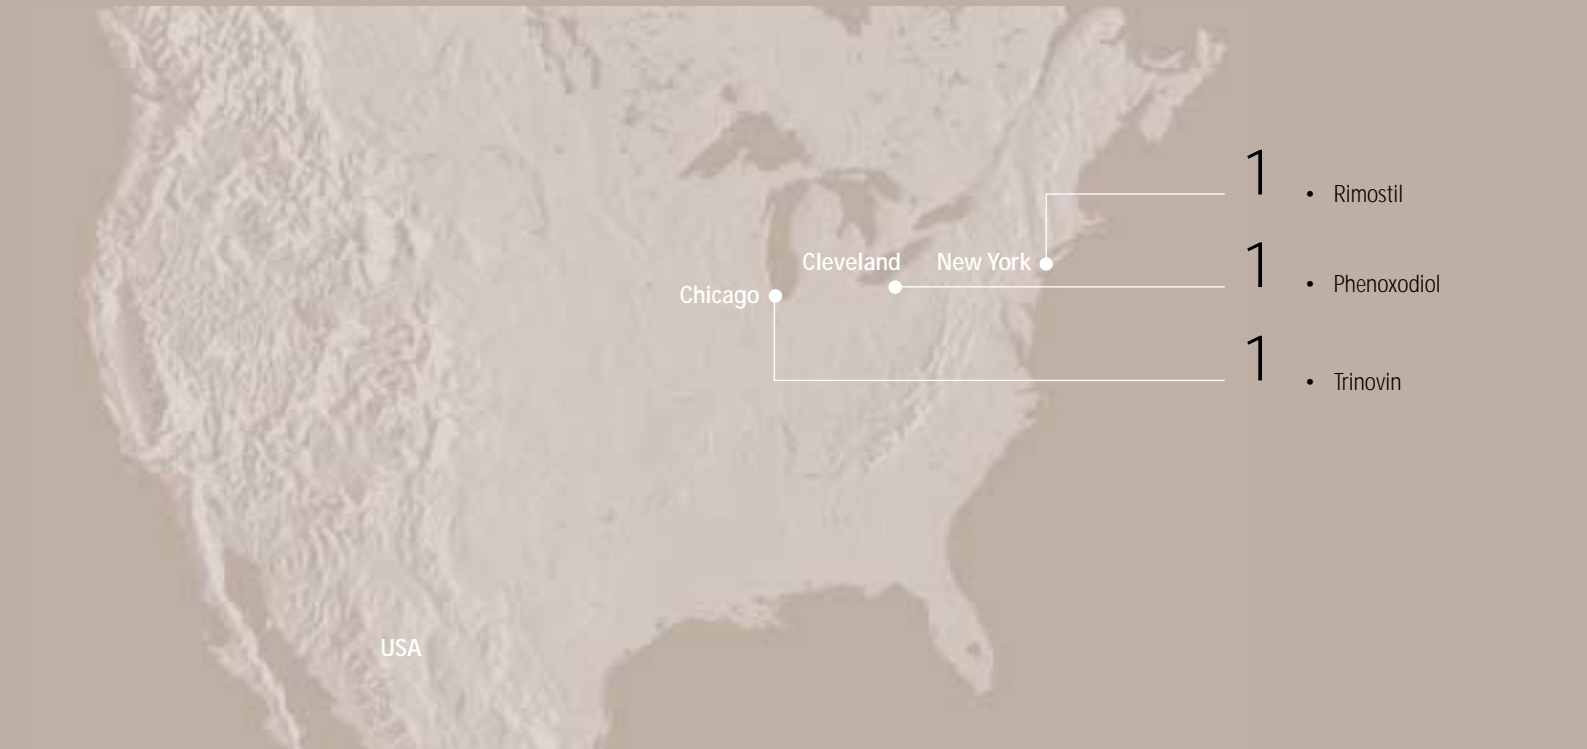 1 • Rimostil
Cleveland New York
1 • Phenoxodiol
Chicago
1 • Trinovin
USA